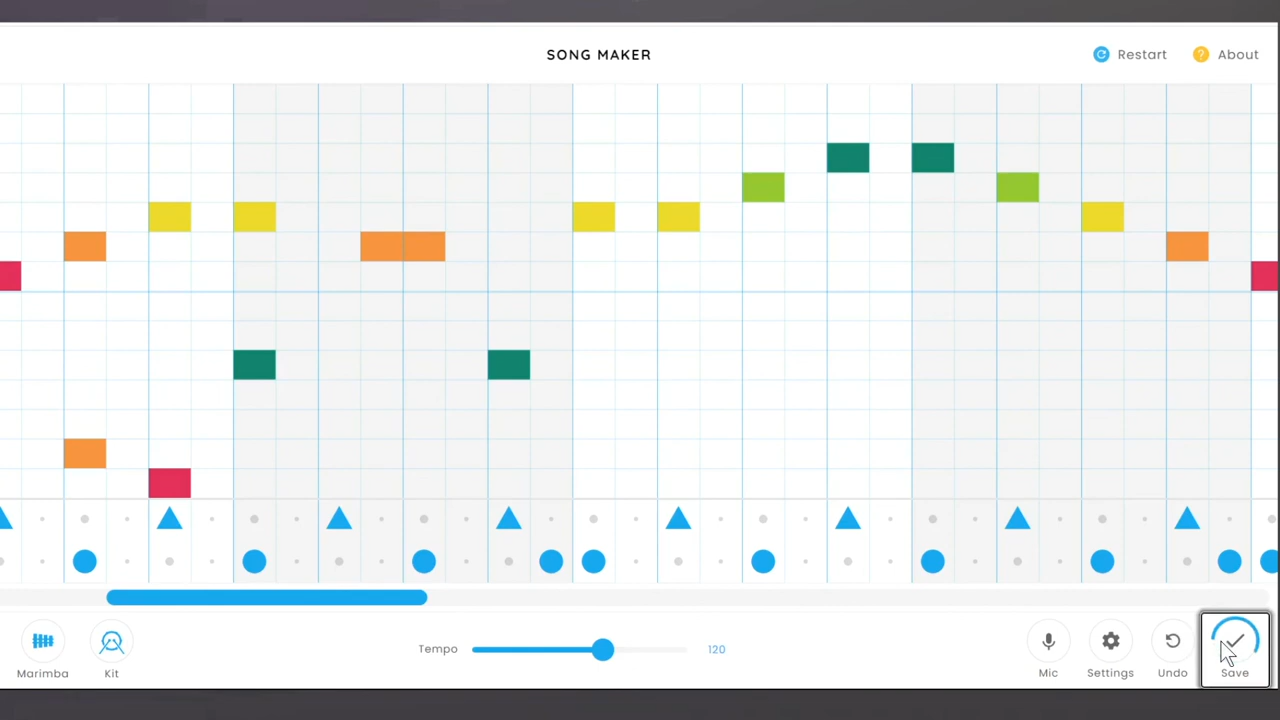 SONG MAKER
Restart
About
Marimba
Kit
Tempo
120
Mic
Settings
Undo
Save